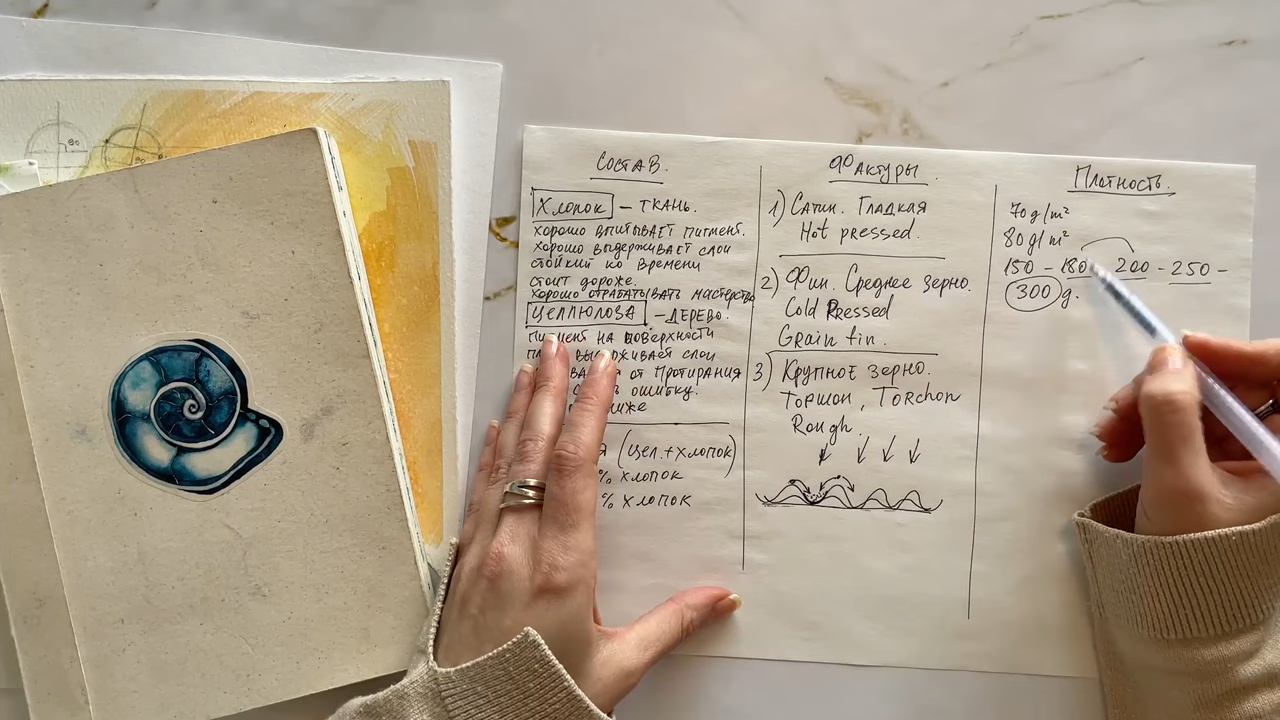 СОСТАВ.
Хлопок – ТКАНЬ.
хорошо впитывает пигмент.
хорошо выдерживает слои
стойкий ко времени
стоит дороже.
хорошо отрабатывать мастерство
ЦЕЛЛЮЛОЗА – ДЕРЕВО.
пигмент на поверхности
слои
от протирания
ошибку.
(цел.+хлопок)
% хлопок
% хлопок
ФАКТУРЫ
1) Сатин. Гладкая
Hot pressed.
2) Фин. Среднее зерно.
Cold Pressed
Grain fin.
3) Крупное зерно.
Торшон, Torchon
Rough
Плотность.
70 g/m²
80 g/m²
150 – 180 200 – 250 –
300 g.
80